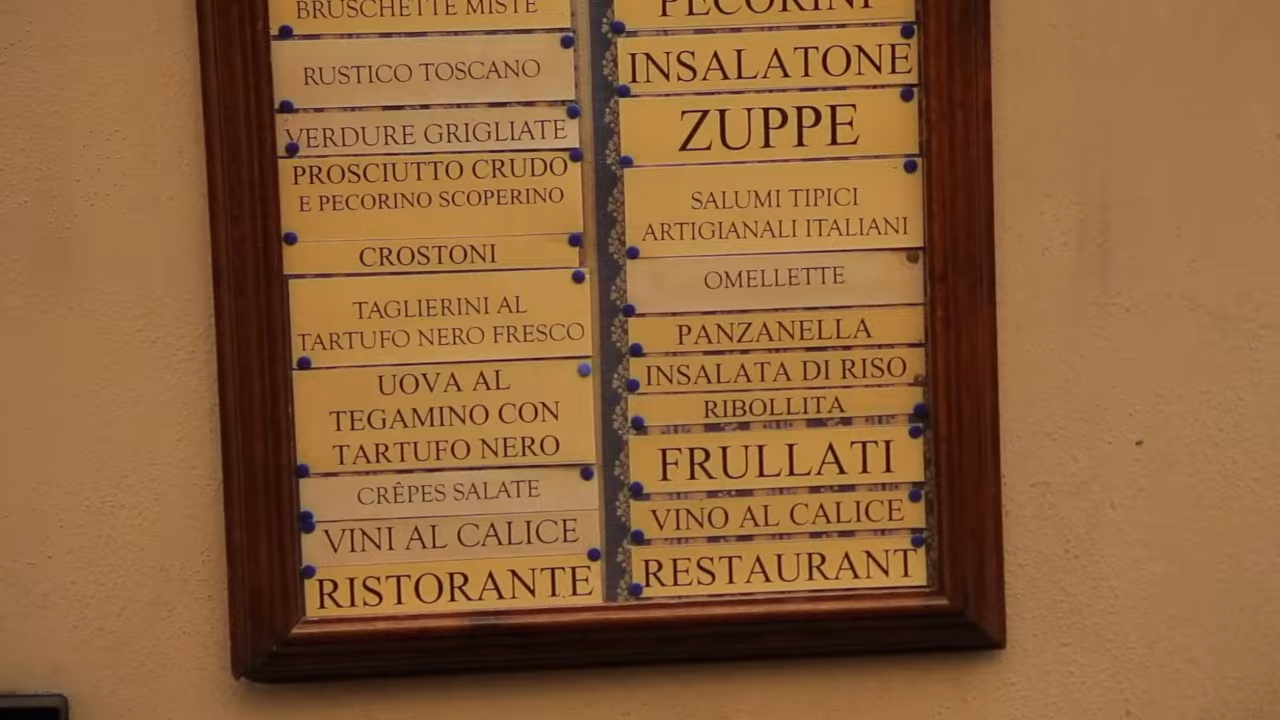 BRUSCHETTE MISTE
RUSTICO TOSCANO
VERDURE GRIGLIATE
PROSCIUTTO CRUDO
E PECORINO SCOPERINO
CROSTONI
TAGLIERINI AL
TARTUFO NERO FRESCO
UOVA AL
TEGAMINO CON
TARTUFO NERO
CRÊPES SALATE
VINI AL CALICE
RISTORANTE
PECORINI
INSALATONE
ZUPPE
SALUMI TIPICI
ARTIGIANALI ITALIANI
OMELLETTE
PANZANELLA
INSALATA DI RISO
RIBOLLITA
FRULLATI
VINO AL CALICE
RESTAURANT